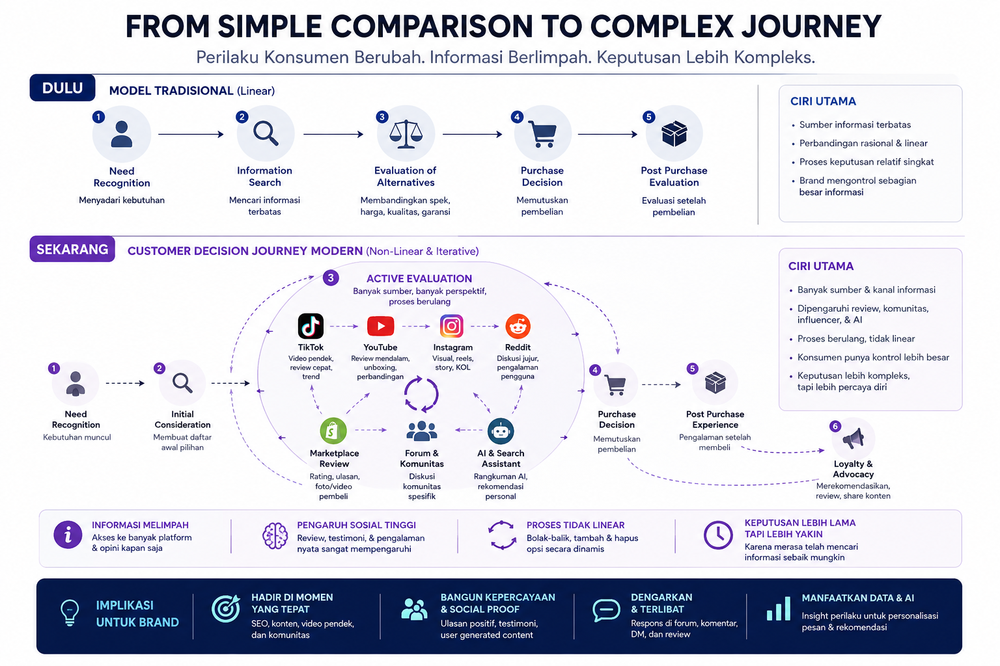 FROM SIMPLE COMPARISON TO COMPLEX JOURNEY
Perilaku Konsumen Berubah. Informasi Berlimpah. Keputusan Lebih Kompleks.
DULU
MODEL TRADISIONAL (Linear)
1
Need
Recognition
Menyadari kebutuhan
2
Information
Search
Mencari informasi
terbatas
3
Evaluation of
Alternatives
Membandingkan spek,
harga, kualitas, garansi
4
Purchase
Decision
Memutuskan
pembelian
5
Post Purchase
Evaluation
Evaluasi setelah
pembelian
CIRI UTAMA
• Sumber informasi terbatas
• Perbandingan rasional & linear
• Proses keputusan relatif singkat
• Brand mengontrol sebagian
besar informasi
SEKARANG
CUSTOMER DECISION JOURNEY MODERN (Non-Linear & Iterative)
1
Need
Recognition
Kebutuhan muncul
2
Initial
Consideration
Membuat daftar
awal pilihan
3
ACTIVE EVALUATION
Banyak sumber, banyak perspektif,
proses berulang
TikTok
Video pendek,
review cepat,
trend
YouTube
Review mendalam,
unboxing,
perbandingan
Instagram
Visual, reels,
story, KOL
Reddit
Diskusi jujur,
pengalaman
pengguna
Marketplace
Review
Rating, ulasan,
foto/video
pembeli
Forum &
Komunitas
Diskusi
komunitas
spesifik
AI & Search
Assistant
Rangkuman AI,
rekomendasi
personal
4
Purchase
Decision
Memutuskan
pembelian
5
Post Purchase
Experience
Pengalaman setelah
membeli
6
Loyalty &
Advocacy
Merekomendasikan,
review, share konten
CIRI UTAMA
• Banyak sumber & kanal informasi
• Dipengaruhi review, komunitas,
influencer, & AI
• Proses berulang, tidak linear
• Konsumen punya kontrol lebih besar
• Keputusan lebih kompleks,
tapi lebih percaya diri
INFORMASI MELIMPAH
Akses ke banyak platform
& opini kapan saja
PENGARUH SOSIAL TINGGI
Review, testimoni, & pengalaman
nyata sangat mempengaruhi
PROSES TIDAK LINEAR
Bolak-balik, tambah & hapus
opsi secara dinamis
KEPUTUSAN LEBIH LAMA
TAPI LEBIH YAKIN
Karena merasa telah mencari
informasi sebaik mungkin
IMPLIKASI
UNTUK BRAND
HADIR DI MOMEN
YANG TEPAT
SEO, konten, video pendek,
dan komunitas
BANGUN KEPERCAYAAN
& SOCIAL PROOF
Ulasan positif, testimoni,
user generated content
DENGARKAN
& TERLIBAT
Respons di forum, komentar,
DM, dan review
MANFAATKAN DATA & AI
Insight perilaku untuk personalisasi
pesan & rekomendasi